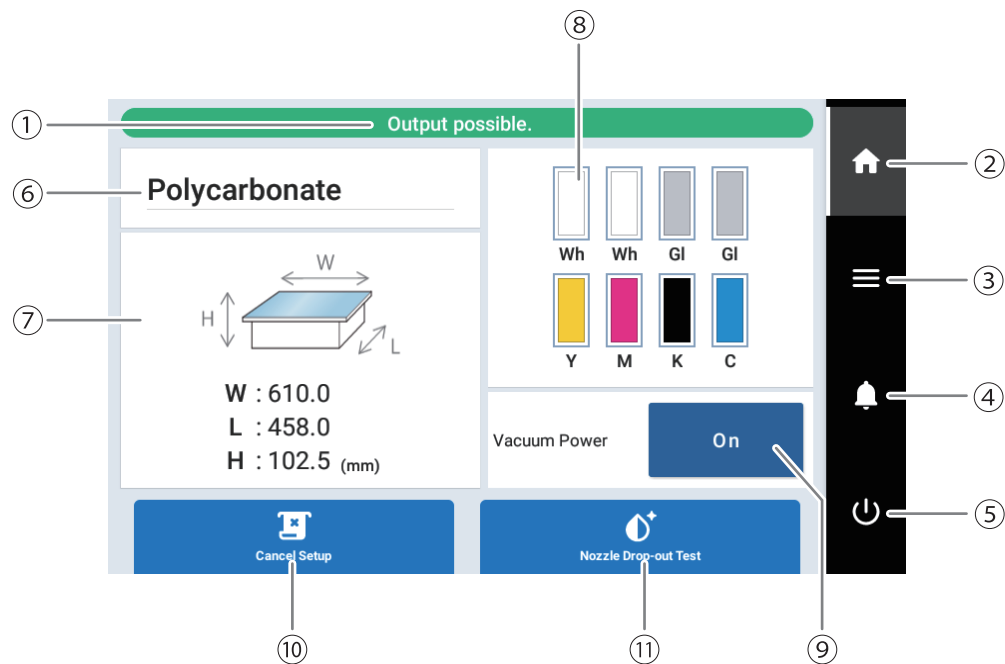 ⑧
① Output possible.
②
⑥ Polycarbonate
Wh Wh Gl Gl
③
W
H
L
⑦
Y M K C
④
W : 610.0
L : 458.0
H : 102.5 (mm)
Vacuum Power On
⑤
Cancel Setup
Nozzle Drop-out Test
⑩ ⑪ ⑨